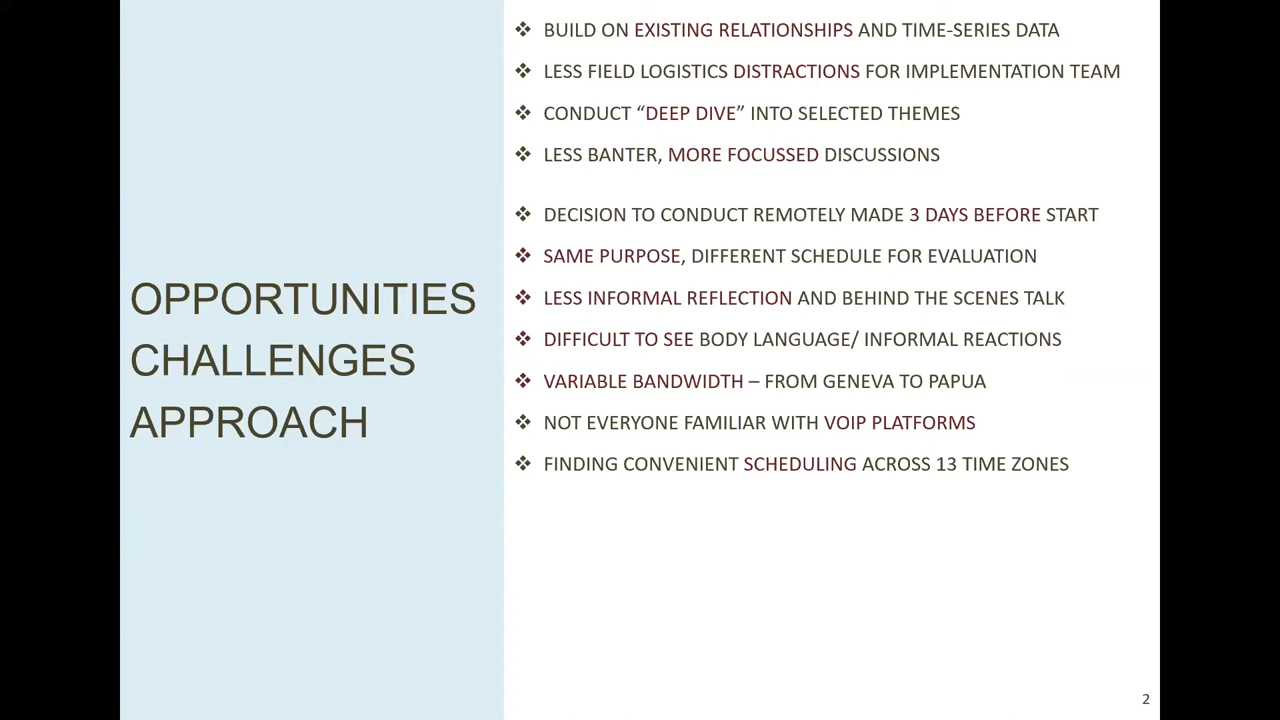 OPPORTUNITIES
CHALLENGES
APPROACH
❖ BUILD ON EXISTING RELATIONSHIPS AND TIME-SERIES DATA
❖ LESS FIELD LOGISTICS DISTRACTIONS FOR IMPLEMENTATION TEAM
❖ CONDUCT “DEEP DIVE” INTO SELECTED THEMES
❖ LESS BANTER, MORE FOCUSSED DISCUSSIONS
❖ DECISION TO CONDUCT REMOTELY MADE 3 DAYS BEFORE START
❖ SAME PURPOSE, DIFFERENT SCHEDULE FOR EVALUATION
❖ LESS INFORMAL REFLECTION AND BEHIND THE SCENES TALK
❖ DIFFICULT TO SEE BODY LANGUAGE/ INFORMAL REACTIONS
❖ VARIABLE BANDWIDTH – FROM GENEVA TO PAPUA
❖ NOT EVERYONE FAMILIAR WITH VOIP PLATFORMS
❖ FINDING CONVENIENT SCHEDULING ACROSS 13 TIME ZONES
2